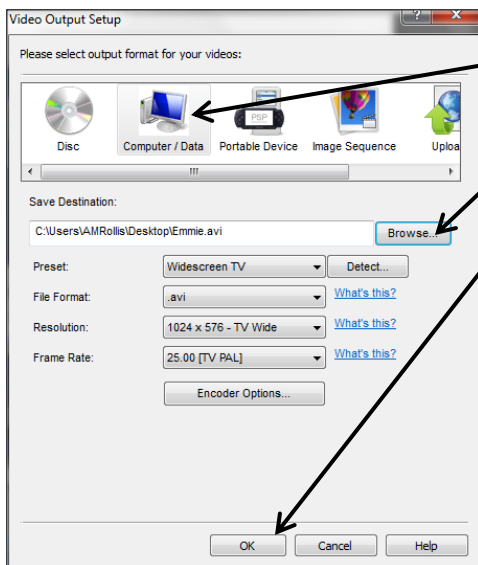 Video Output Setup
Please select output format for your videos:
PSP
Disc Computer / Data Portable Device Image Sequence Uploa
Save Destination:
C:\Users\AMRollis\Desktop\Emmie.avi Browse...
Preset: Widescreen TV Detect...
File Format: .avi What's this?
Resolution: 1024 x 576 - TV Wide What's this?
Frame Rate: 25.00 [TV PAL] What's this?
Encoder Options...
OK Cancel Help